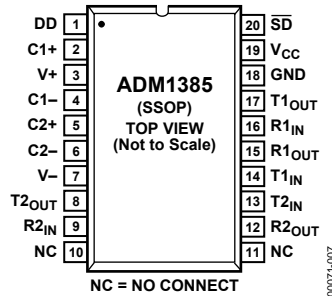 DD 1
C1+ 2
V+ 3
C1– 4
C2+ 5
C2– 6
V– 7
T2OUT 8
R2IN 9
NC 10
ADM1385
(SSOP)
TOP VIEW
(Not to Scale)
20 SD
19 VCC
18 GND
17 T1OUT
16 R1IN
15 R1OUT
14 T1IN
13 T2IN
12 R2OUT
11 NC
NC = NO CONNECT
00071-007